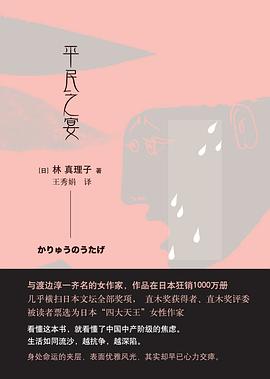 平民之宴
[日] 林 真理子 著
王秀娟 译
かりゅうのうたげ
与渡边淳一齐名的女作家，作品在日本狂销1000万册
几乎横扫日本文坛全部奖项， 直木奖获得者、直木奖评委
被读者票选为日本“四大天王”女性作家
看懂这本书，就看懂了中国中产阶级的焦虑。
生活如同流沙，越抗争，越深陷。
身处命运的夹层，表面优雅风光，其实却早已心力交瘁。